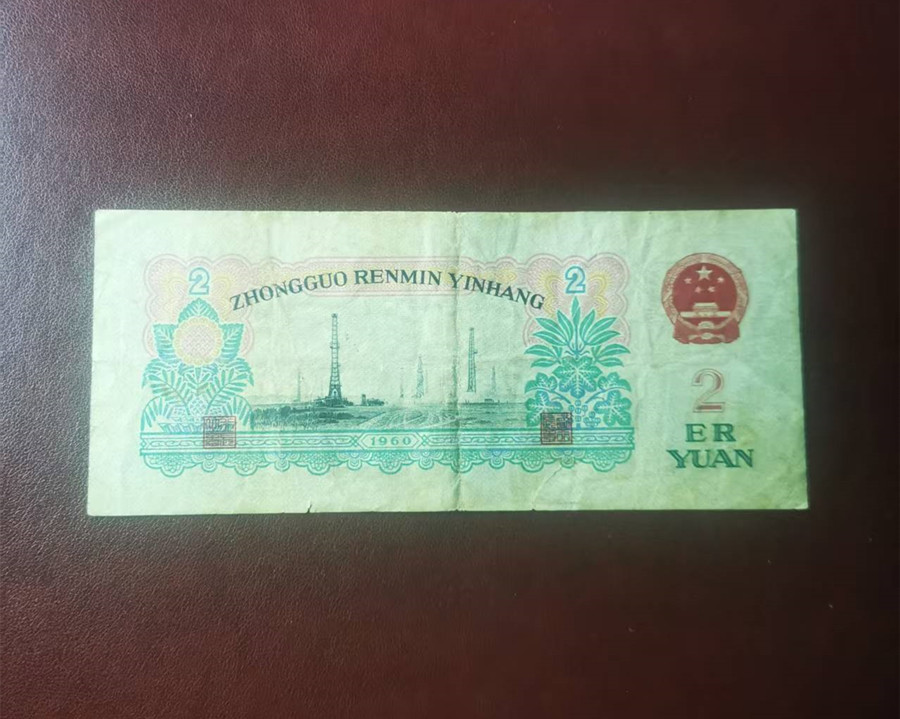 2 2
ZHONGGUO RENMIN YINHANG
1960
2
ER
YUAN